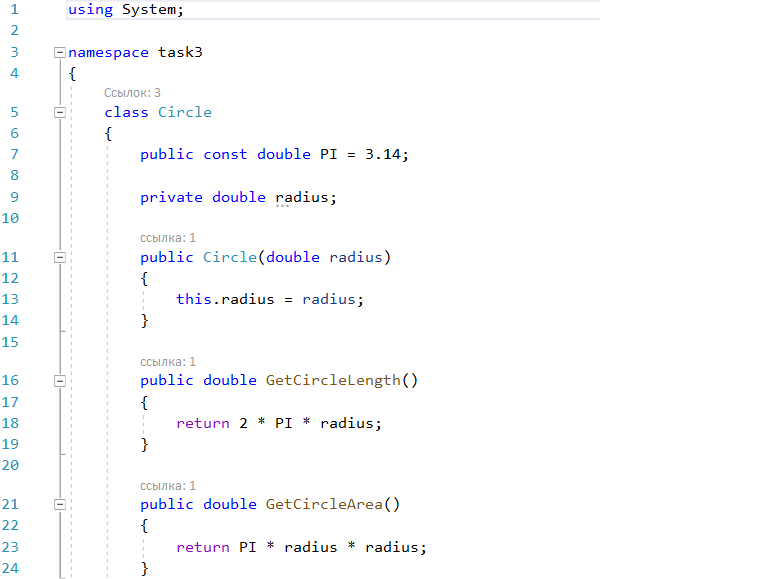 1 using System;
2
3 namespace task3
4 {
Ссылок: 3
5 class Circle
6 {
7 public const double PI = 3.14;
8
9 private double radius;
10
ссылка: 1
11 public Circle(double radius)
12 {
13 this.radius = radius;
14 }
15
ссылка: 1
16 public double GetCircleLength()
17 {
18 return 2 * PI * radius;
19 }
20
ссылка: 1
21 public double GetCircleArea()
22 {
23 return PI * radius * radius;
24 }